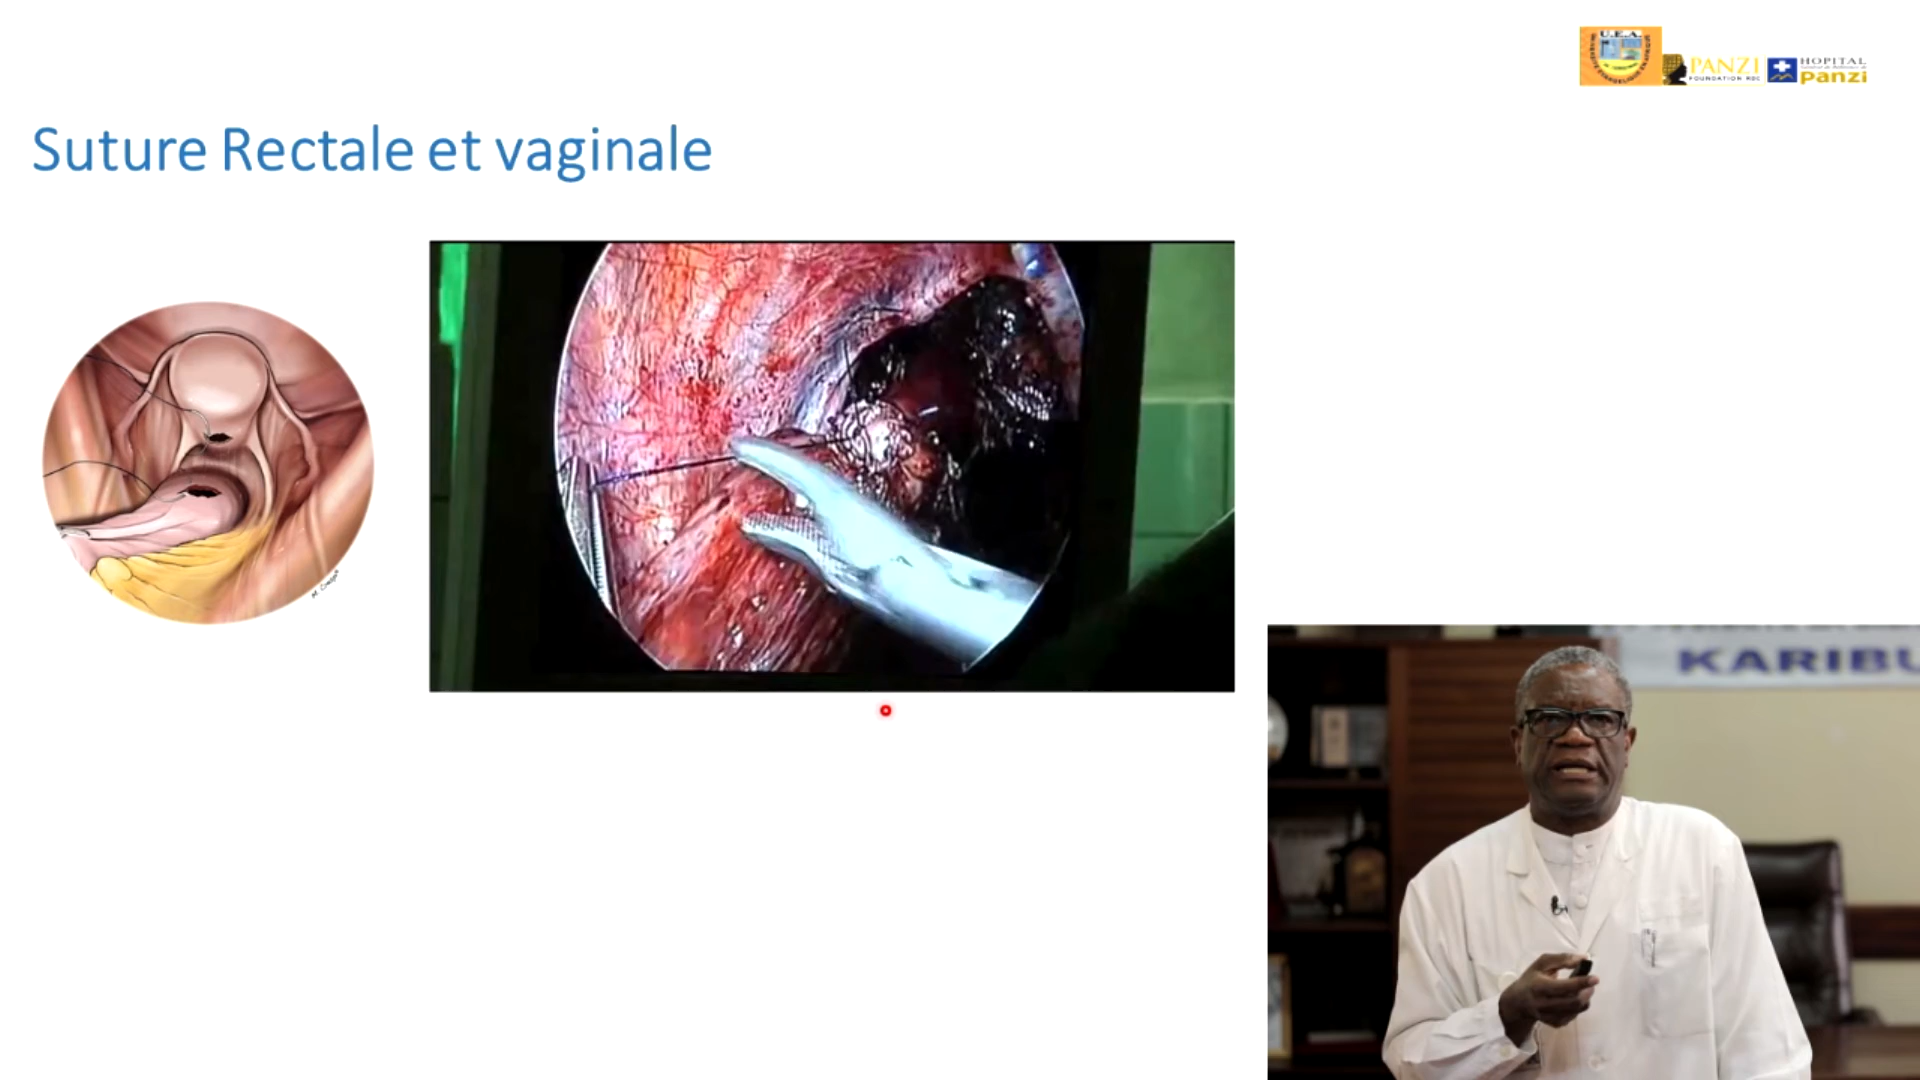 U.E.A.
PANZI
FOUNDATION RDC
HOPITAL
panzi
Suture Rectale et vaginale
KARIBU